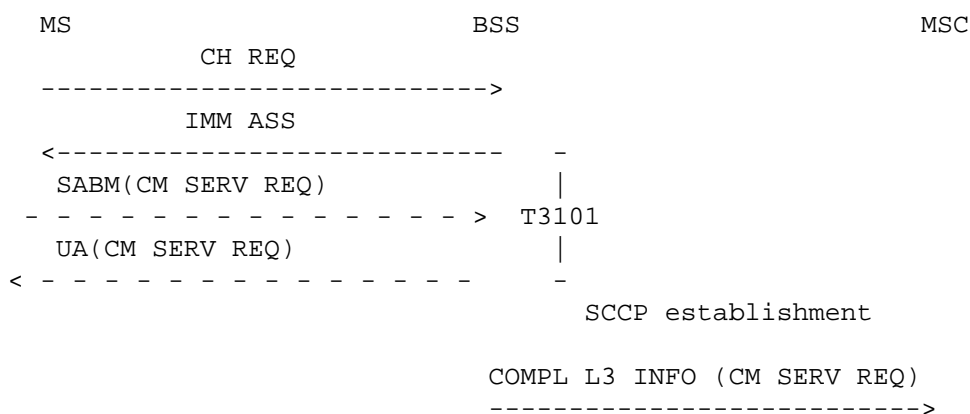 MS BSS MSC
CH REQ
IMM ASS
SABM(CM SERV REQ)
T3101
UA(CM SERV REQ)
SCCP establishment
COMPL L3 INFO (CM SERV REQ)